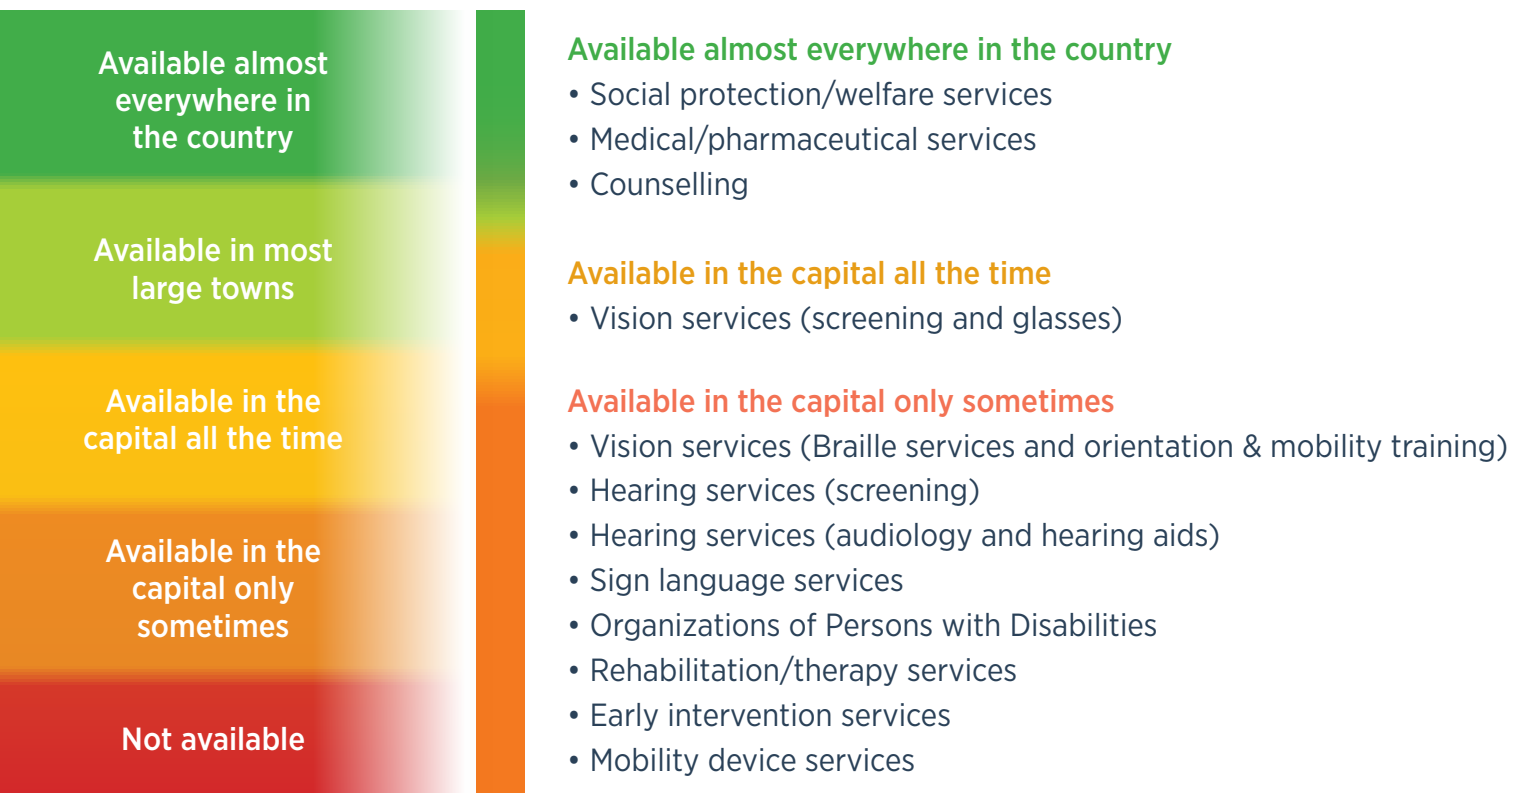 Available almost
everywhere in
the country
Available in most
large towns
Available in the
capital all the time
Available in the
capital only
sometimes
Not available
Available almost everywhere in the country
• Social protection/welfare services
• Medical/pharmaceutical services
• Counselling
Available in the capital all the time
• Vision services (screening and glasses)
Available in the capital only sometimes
• Vision services (Braille services and orientation & mobility training)
• Hearing services (screening)
• Hearing services (audiology and hearing aids)
• Sign language services
• Organizations of Persons with Disabilities
• Rehabilitation/therapy services
• Early intervention services
• Mobility device services